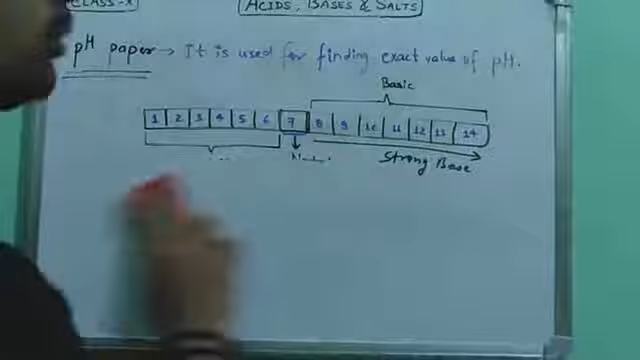 CLASS-X
ACIDS, BASES & SALTS
pH paper → It is used for finding exact value of pH.
Basic
1 2 3 4 5 6 7 8 9 10 11 12 13 14
Strong Base